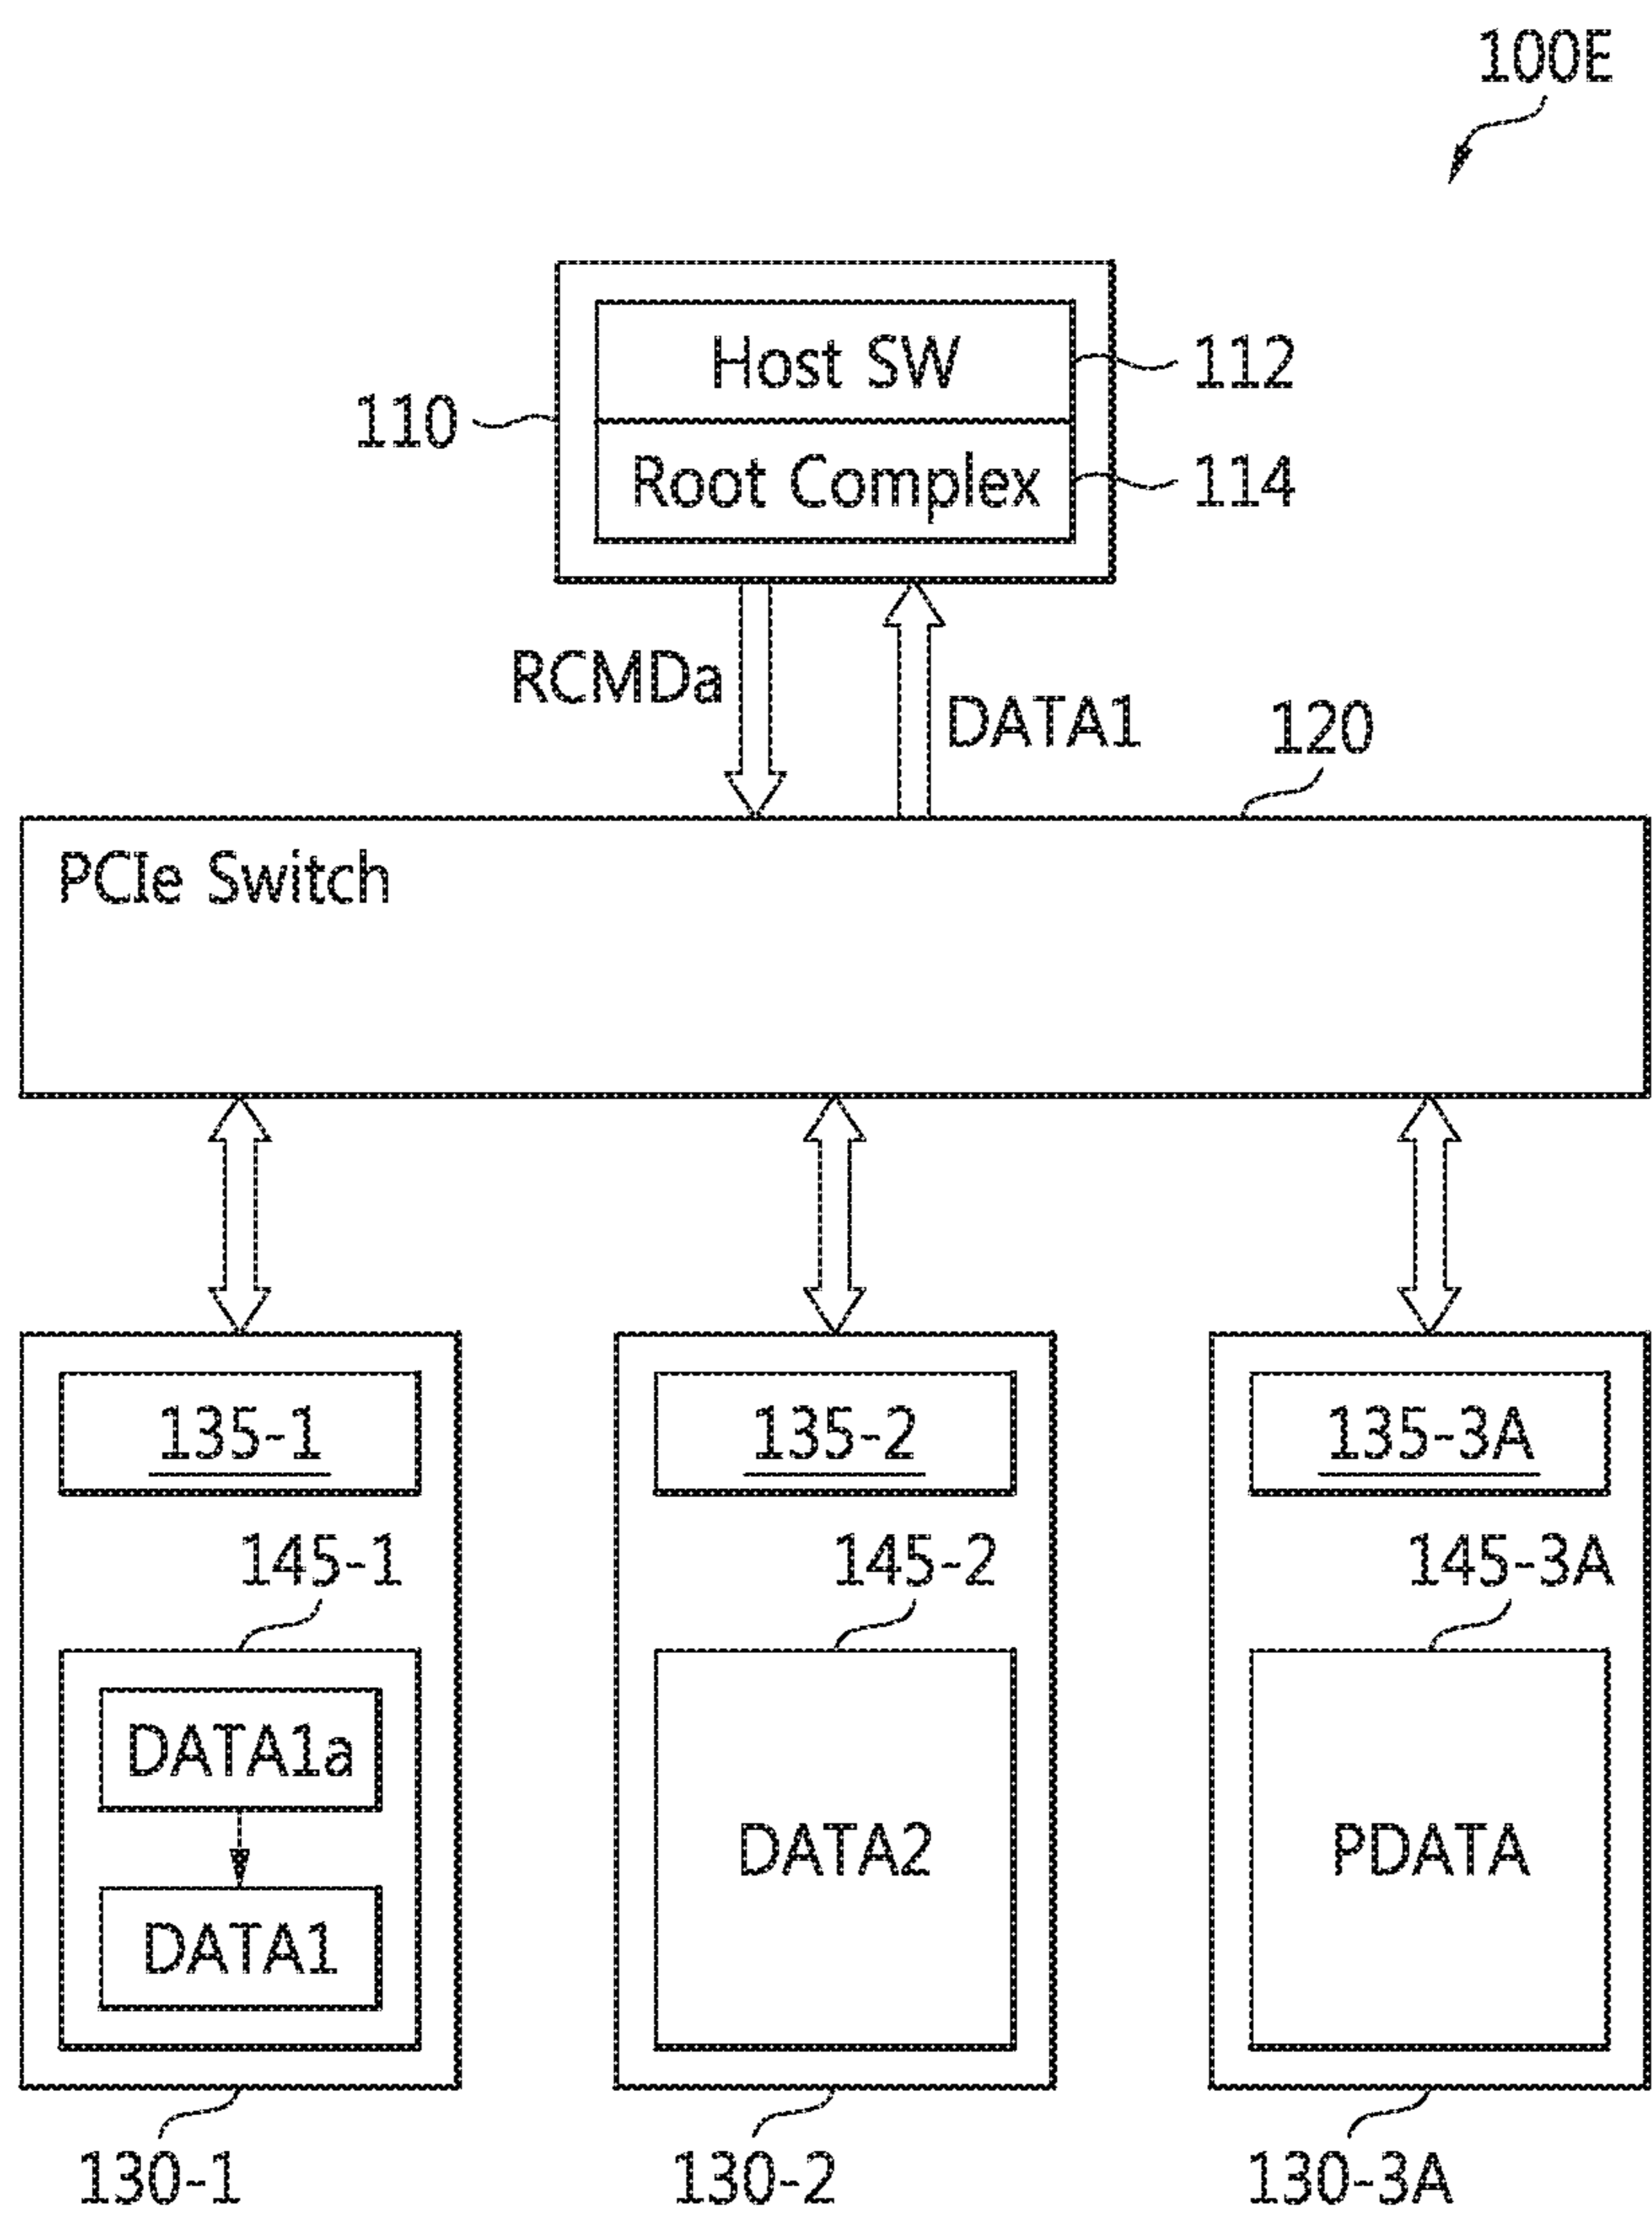 100E
Host SW
112
110
Root Complex
114
RCMDa
DATA1
120
PCIe Switch
135-1
135-2
135-3A
145-1
145-2
145-3A
DATA1a
DATA2
PDATA
DATA1
130-1
130-2
130-3A